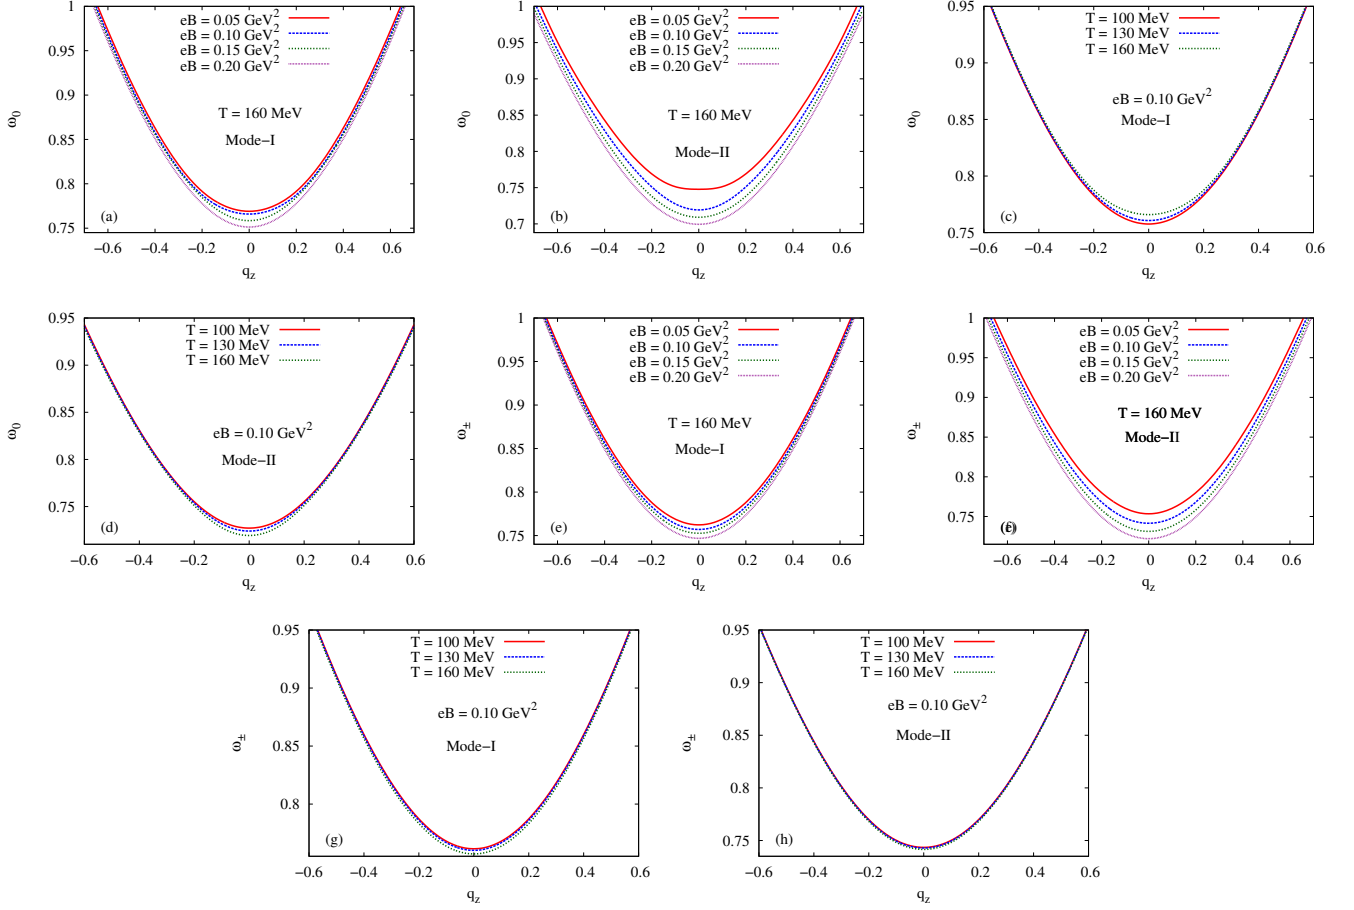 eB = 0.05 GeV²
eB = 0.10 GeV²
eB = 0.15 GeV²
eB = 0.20 GeV²
T = 160 MeV
Mode−I
(a)
ω₀
1
0.95
0.9
0.85
0.8
0.75
−0.6 −0.4 −0.2 0 0.2 0.4 0.6
q_z
eB = 0.05 GeV²
eB = 0.10 GeV²
eB = 0.15 GeV²
eB = 0.20 GeV²
T = 160 MeV
Mode−II
(b)
ω₀
1
0.95
0.9
0.85
0.8
0.75
0.7
−0.6 −0.4 −0.2 0 0.2 0.4 0.6
q_z
T = 100 MeV
T = 130 MeV
T = 160 MeV
eB = 0.10 GeV²
Mode−I
(c)
ω₀
0.95
0.9
0.85
0.8
0.75
−0.6 −0.4 −0.2 0 0.2 0.4 0.6
q_z
T = 100 MeV
T = 130 MeV
T = 160 MeV
eB = 0.10 GeV²
Mode−II
(d)
ω₀
0.95
0.9
0.85
0.8
0.75
−0.6 −0.4 −0.2 0 0.2 0.4 0.6
q_z
eB = 0.05 GeV²
eB = 0.10 GeV²
eB = 0.15 GeV²
eB = 0.20 GeV²
T = 160 MeV
Mode−I
(e)
ω±
1
0.95
0.9
0.85
0.8
0.75
−0.6 −0.4 −0.2 0 0.2 0.4 0.6
q_z
eB = 0.05 GeV²
eB = 0.10 GeV²
eB = 0.15 GeV²
eB = 0.20 GeV²
T = 160 MeV
Mode−II
(f)
ω±
1
0.95
0.9
0.85
0.8
0.75
−0.6 −0.4 −0.2 0 0.2 0.4 0.6
q_z
T = 100 MeV
T = 130 MeV
T = 160 MeV
eB = 0.10 GeV²
Mode−I
(g)
ω±
0.95
0.9
0.85
0.8
−0.6 −0.4 −0.2 0 0.2 0.4 0.6
q_z
T = 100 MeV
T = 130 MeV
T = 160 MeV
eB = 0.10 GeV²
Mode−II
(h)
ω±
0.95
0.9
0.85
0.8
0.75
−0.6 −0.4 −0.2 0 0.2 0.4 0.6
q_z